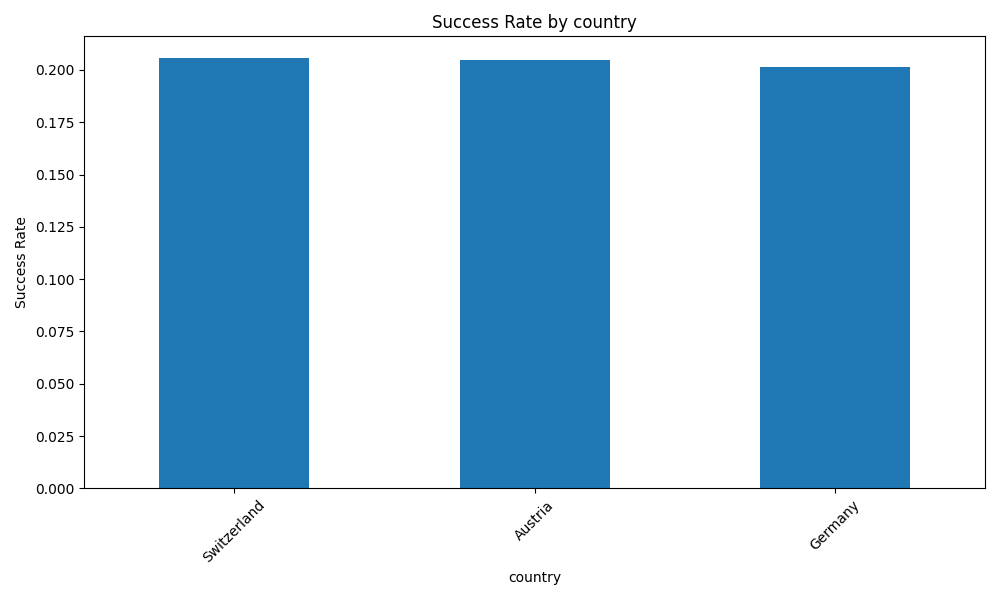 Success Rate by country
Success Rate
0.200
0.175
0.150
0.125
0.100
0.075
0.050
0.025
0.000
Switzerland
Austria
Germany
country